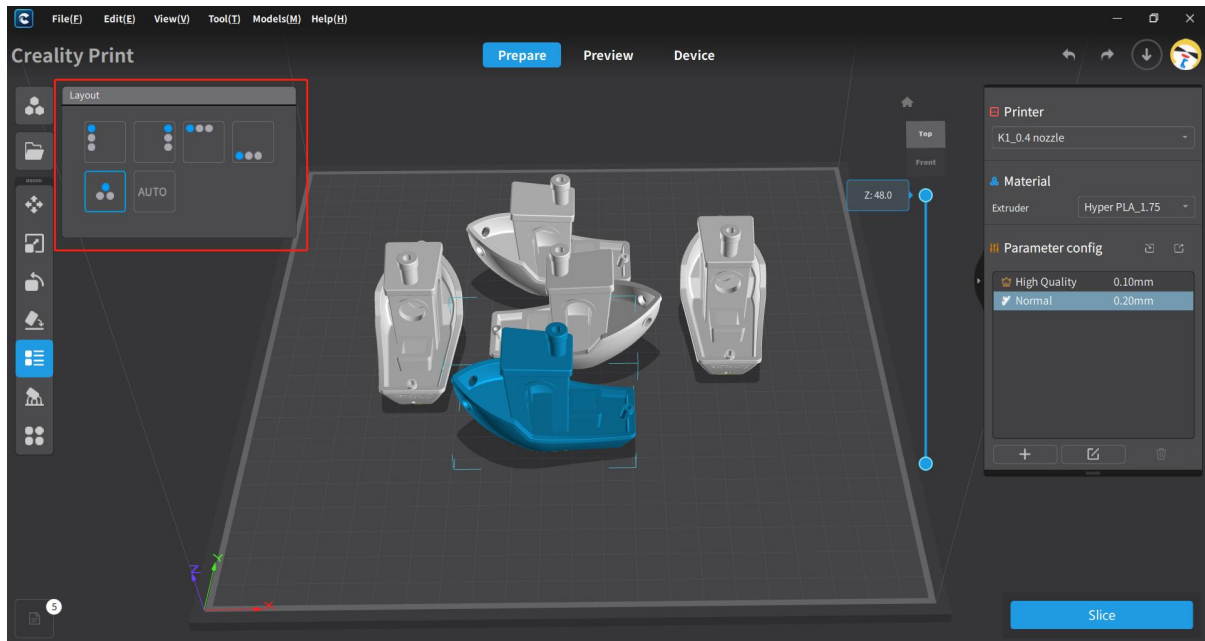 File(F) Edit(E) View(V) Tool(T) Models(M) Help(H)
Creality Print
Prepare Preview Device
Layout
AUTO
Top
Front
Z: 48.0
Printer
K1_0.4 nozzle
Material
Extruder Hyper PLA_1.75
Parameter config
High Quality 0.10mm
Normal 0.20mm
Z
Y
X
5
Slice